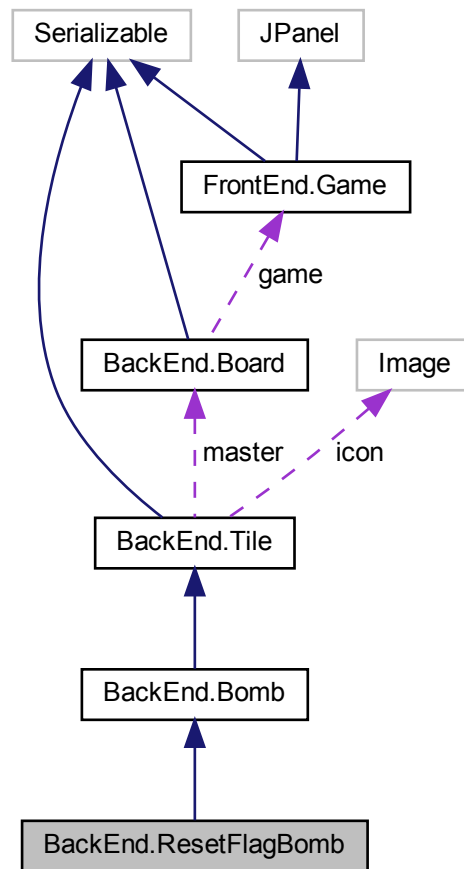 Serializable
JPanel
FrontEnd.Game
game
BackEnd.Board
Image
master
icon
BackEnd.Tile
BackEnd.Bomb
BackEnd.ResetFlagBomb